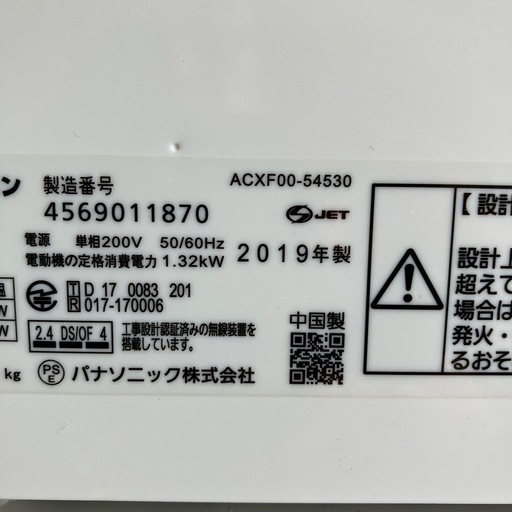 ン 製造番号 ACXF00-54530
4569011870 JET
電源 単相200V 50/60Hz 2019年製
電動機の定格消費電力 1.32kW
T D 17 0083 201
R 017-170006
2.4 DS/OF 4 工事設計認証済みの無線装置を
搭載しています。
中国製
kg PS E パナソニック株式会社
【設計
設計上
超えて
場合は
発火・
るおそ